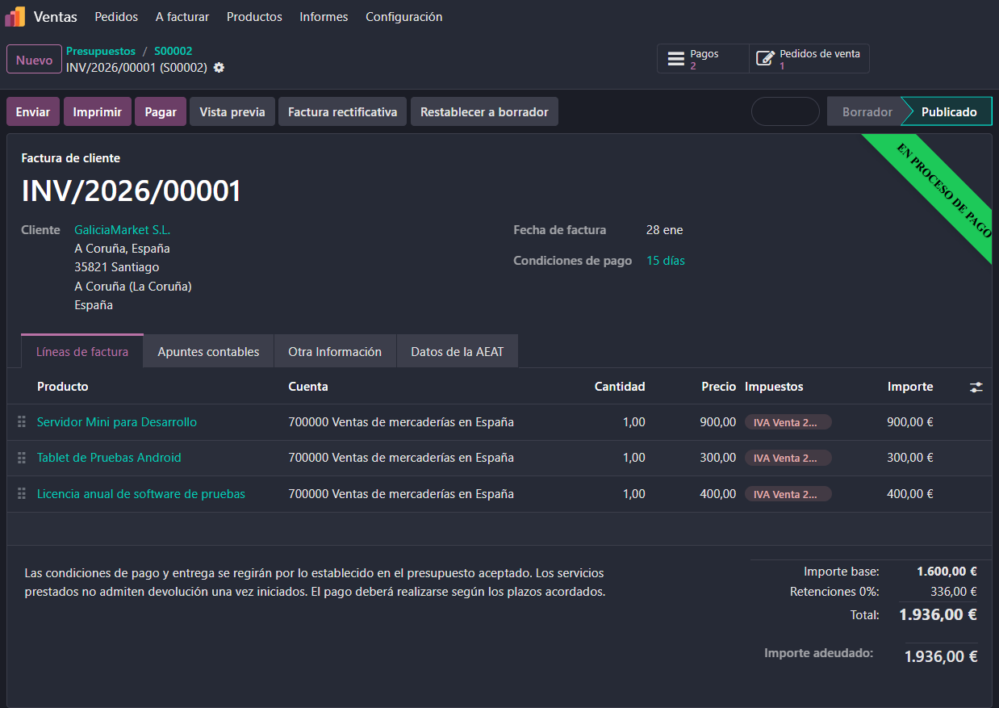 Ventas Pedidos A facturar Productos Informes Configuración
Nuevo
Presupuestos / S00002
INV/2026/00001 (S00002)
Pagos
2
Pedidos de venta
1
Enviar Imprimir Pagar Vista previa Factura rectificativa Restablecer a borrador Borrador Publicado
EN PROCESO DE PAGO
Factura de cliente
INV/2026/00001
Cliente GaliciaMarket S.L.
A Coruña, España
35821 Santiago
A Coruña (La Coruña)
España
Fecha de factura 28 ene
Condiciones de pago 15 días
Líneas de factura Apuntes contables Otra Información Datos de la AEAT
Producto Cuenta Cantidad Precio Impuestos Importe
Servidor Mini para Desarrollo 700000 Ventas de mercaderías en España 1,00 900,00 IVA Venta 2... 900,00 €
Tablet de Pruebas Android 700000 Ventas de mercaderías en España 1,00 300,00 IVA Venta 2... 300,00 €
Licencia anual de software de pruebas 700000 Ventas de mercaderías en España 1,00 400,00 IVA Venta 2... 400,00 €
Las condiciones de pago y entrega se regirán por lo establecido en el presupuesto aceptado. Los servicios
prestados no admiten devolución una vez iniciados. El pago deberá realizarse según los plazos acordados.
Importe base: 1.600,00 €
Retenciones 0%: 336,00 €
Total: 1.936,00 €
Importe adeudado: 1.936,00 €